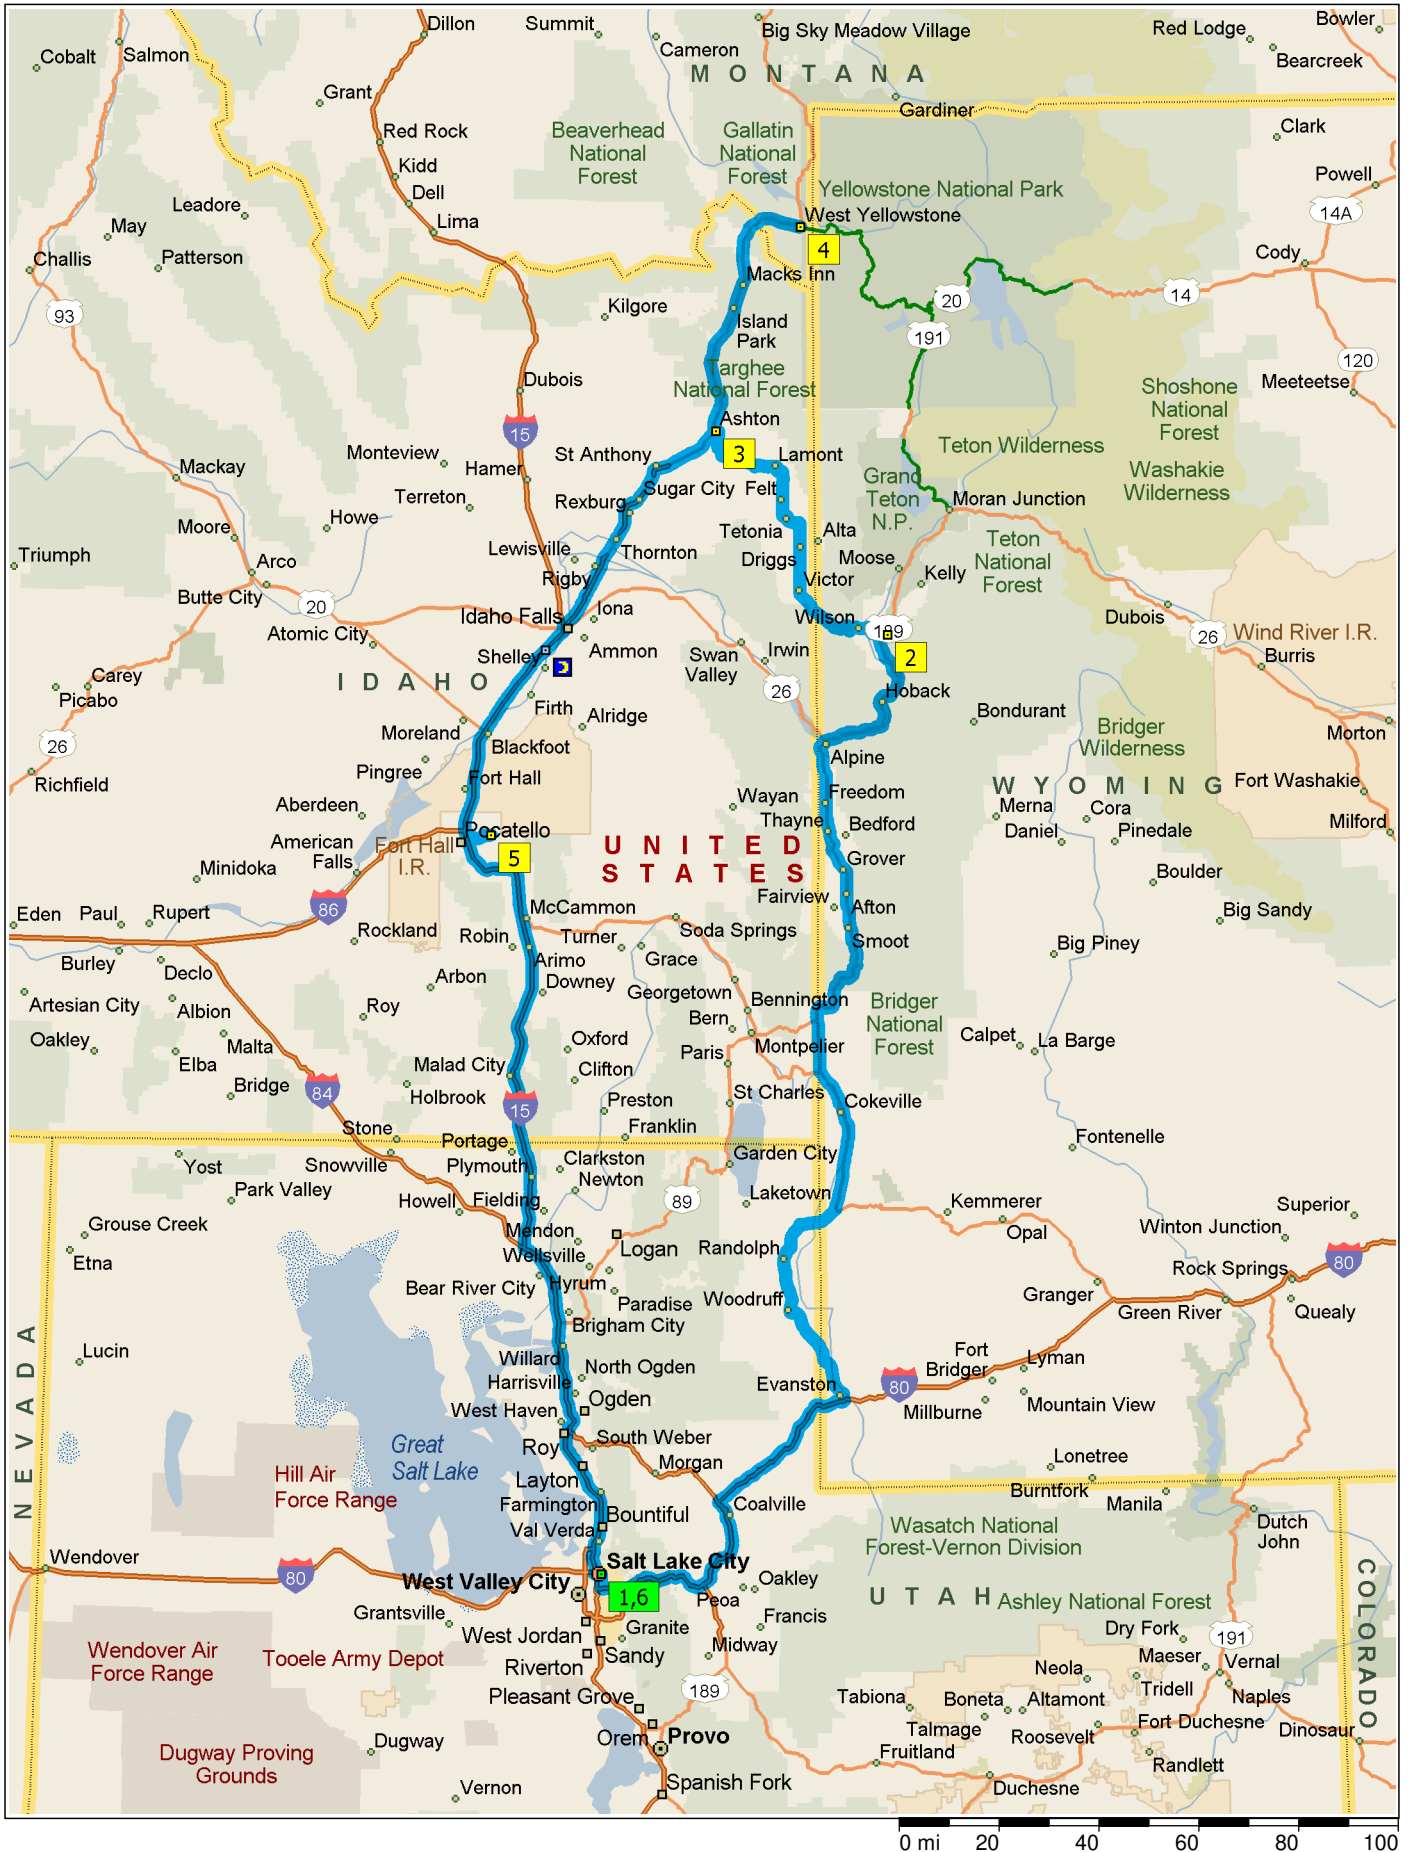 Dillon
Summit
Big Sky Meadow Village
Red Lodge
Bowler
Cobalt
Salmon
Cameron
Bearcreek
MONTANA
Grant
Gardiner
Red Rock
Beaverhead
National
Forest
Gallatin
National
Forest
Clark
Kidd
Dell
Powell
Yellowstone National Park
Leadore
Lima
West Yellowstone
14A
May
4
Challis
Patterson
Cody
Macks Inn
93
Kilgore
20
14
Island
Park
191
120
Targhee
National Forest
Dubois
Meeteetse
Shoshone
National
Forest
15
Ashton
3
Teton Wilderness
Monteview
St Anthony
Lamont
Mackay
Hamer
Washakie
Wilderness
Terreton
Sugar City
Felt
Grand
Teton
N.P.
Rexburg
Moran Junction
Moore
Howe
Tetonia
Alta
Triumph
Lewisville
Thornton
Driggs
Moose
Teton
National
Forest
Arco
Rigby
Victor
Kelly
Butte City
20
Idaho Falls
Iona
Wilson
189
Dubois
26
Wind River I.R.
Atomic City
Shelley
Ammon
Swan
Valley
Irwin
2
Burris
Carey
Picabo
IDAHO
26
Hoback
Firth
Alridge
Bondurant
Moreland
Blackfoot
Bridger
Wilderness
Morton
26
Alpine
Pingree
Fort Hall
Richfield
WYOMING
Fort Washakie
Aberdeen
Wayan
Freedom
Merna
Cora
Thayne
Bedford
Daniel
Pinedale
Milford
American
Falls
Pocatello
Fort Hall
I.R.
5
UNITED
STATES
Grover
Minidoka
Boulder
86
Fairview
Afton
Eden
Paul
Rupert
McCammon
Big Sandy
Rockland
Robin
Turner
Soda Springs
Smoot
Burley
Declo
Arimo
Grace
Big Piney
Arbon
Downey
Artesian City
Albion
Roy
Georgetown
Bennington
Bridger
National
Forest
Bern
Oakley
Malta
Oxford
Montpelier
Calpet
La Barge
Elba
Malad City
Clifton
Paris
Bridge
84
Holbrook
15
Preston
St Charles
Cokeville
Stone
Portage
Franklin
Fontenelle
Yost
Snowville
Plymouth
Clarkston
Garden City
Park Valley
Howell
Fielding
Newton
89
Laketown
Kemmerer
Superior
Grouse Creek
Mendon
Logan
Opal
Winton Junction
Etna
Wellsville
Randolph
80
Rock Springs
Bear River City
Hyrum
Paradise
Woodruff
Granger
Green River
Quealy
NEVADA
Brigham City
Lucin
Willard
North Ogden
Fort
Bridger
Lyman
Harrisville
Ogden
Evanston
80
Mountain View
West Haven
Millburne
Great
Salt Lake
Roy
South Weber
Hill Air
Force Range
Layton
Morgan
Lonetree
Farmington
Bountiful
Coalville
Burntfork
Manila
Val Verda
Wasatch National
Forest-Vernon Division
Dutch
John
Wendover
80
Salt Lake City
West Valley City
1,6
Peoa
Oakley
UTAH
Ashley National Forest
COLORADO
Grantsville
Granite
Francis
Dry Fork
West Jordan
Midway
191
Wendover Air
Force Range
Tooele Army Depot
Riverton
Sandy
Neola
Maeser
Vernal
Pleasant Grove
189
Tabiona
Boneta
Altamont
Tridell
Naples
Orem
Provo
Talmage
Roosevelt
Fort Duchesne
Dinosaur
Dugway
Fruitland
Dugway Proving
Grounds
Randlett
Vernon
Spanish Fork
Duchesne
0 mi
20
40
60
80
100